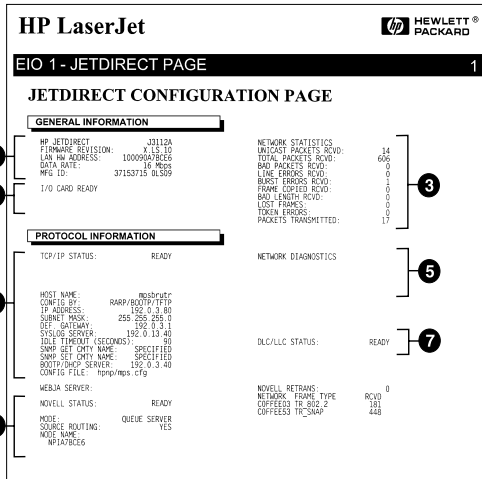 HP LaserJet
hp HEWLETT® PACKARD
EIO 1 - JETDIRECT PAGE 1
JETDIRECT CONFIGURATION PAGE
GENERAL INFORMATION
HP JETDIRECT J3112A
FIRMWARE REVISION: X.LS.10
LAN HW ADDRESS: 100090A7BCE6
DATA RATE: 16 Mbps
MFG ID: 37153715 0LS09
I/O CARD READY
NETWORK STATISTICS
UNICAST PACKETS RCVD: 14
TOTAL PACKETS RCVD: 606
BAD PACKETS RCVD: 0
LINE ERRORS RCVD: 0
BURST ERRORS RCVD: 1
FRAME COPIED RCVD: 0
BAD LENGTH RCVD: 0
LOST FRAMES: 0
TOKEN ERRORS: 0
PACKETS TRANSMITTED: 17
3
PROTOCOL INFORMATION
TCP/IP STATUS: READY
HOST NAME: mpsbrutr
CONFIG BY: RARP/BOOTP/TFTP
IP ADDRESS: 192.0.3.80
SUBNET MASK: 255.255.255.0
DEF. GATEWAY: 192.0.3.1
SYSLOG SERVER: 192.0.13.40
IDLE TIMEOUT (SECONDS): 90
SNMP GET CMTY NAME: SPECIFIED
SNMP SET CMTY NAME: SPECIFIED
BOOTP/DHCP SERVER: 192.0.3.40
CONFIG FILE: hpnp/mps.cfg
WEBJA SERVER:
NOVELL STATUS: READY
MODE: QUEUE SERVER
SOURCE ROUTING: YES
NODE NAME:
NPIA7BCE6
NETWORK DIAGNOSTICS
5
DLC/LLC STATUS: READY
7
NOVELL RETRANS: 0
NETWORK FRAME TYPE RCVD
COFFEE03 TR_802.2 181
COFFEE53 TR_SNAP 448